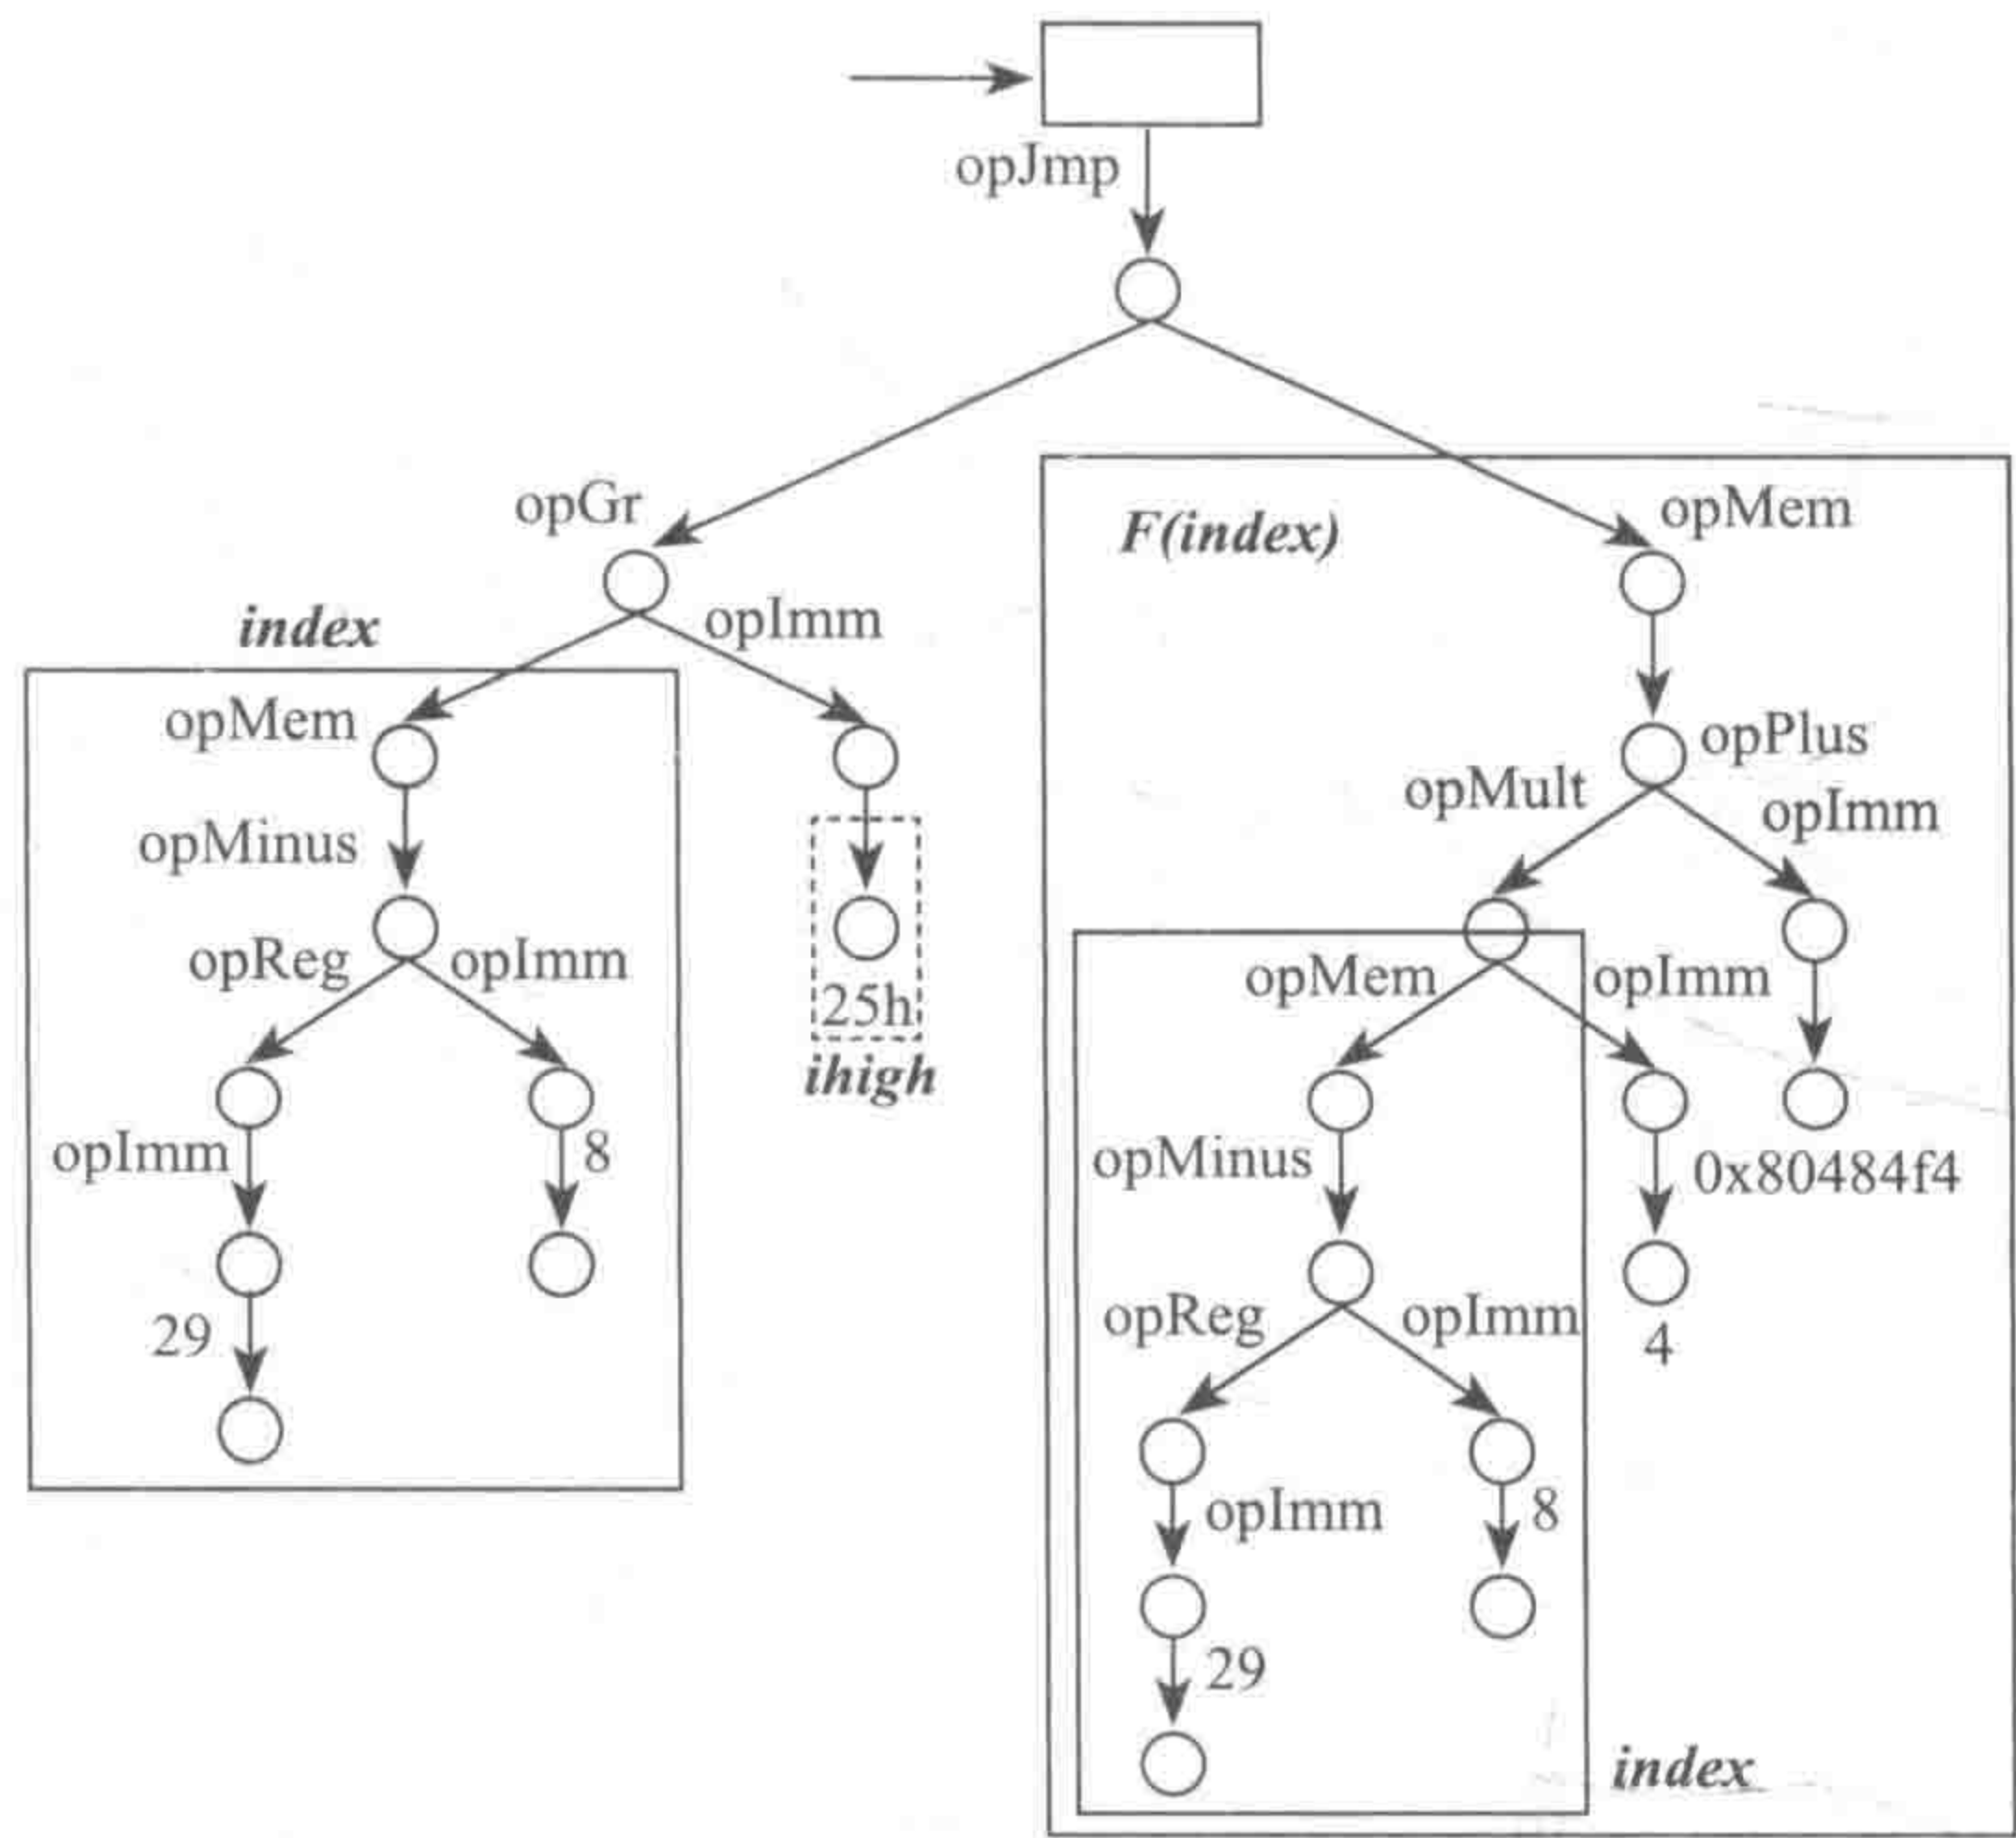 opJmp
opGr
F(index)
opMem
index
opImm
opMem
opPlus
opMult
opImm
opMinus
opReg
opImm
25h
ihigh
opMem
opImm
opImm
8
opMinus
0x80484f4
29
opReg
opImm
4
opImm
8
29
index